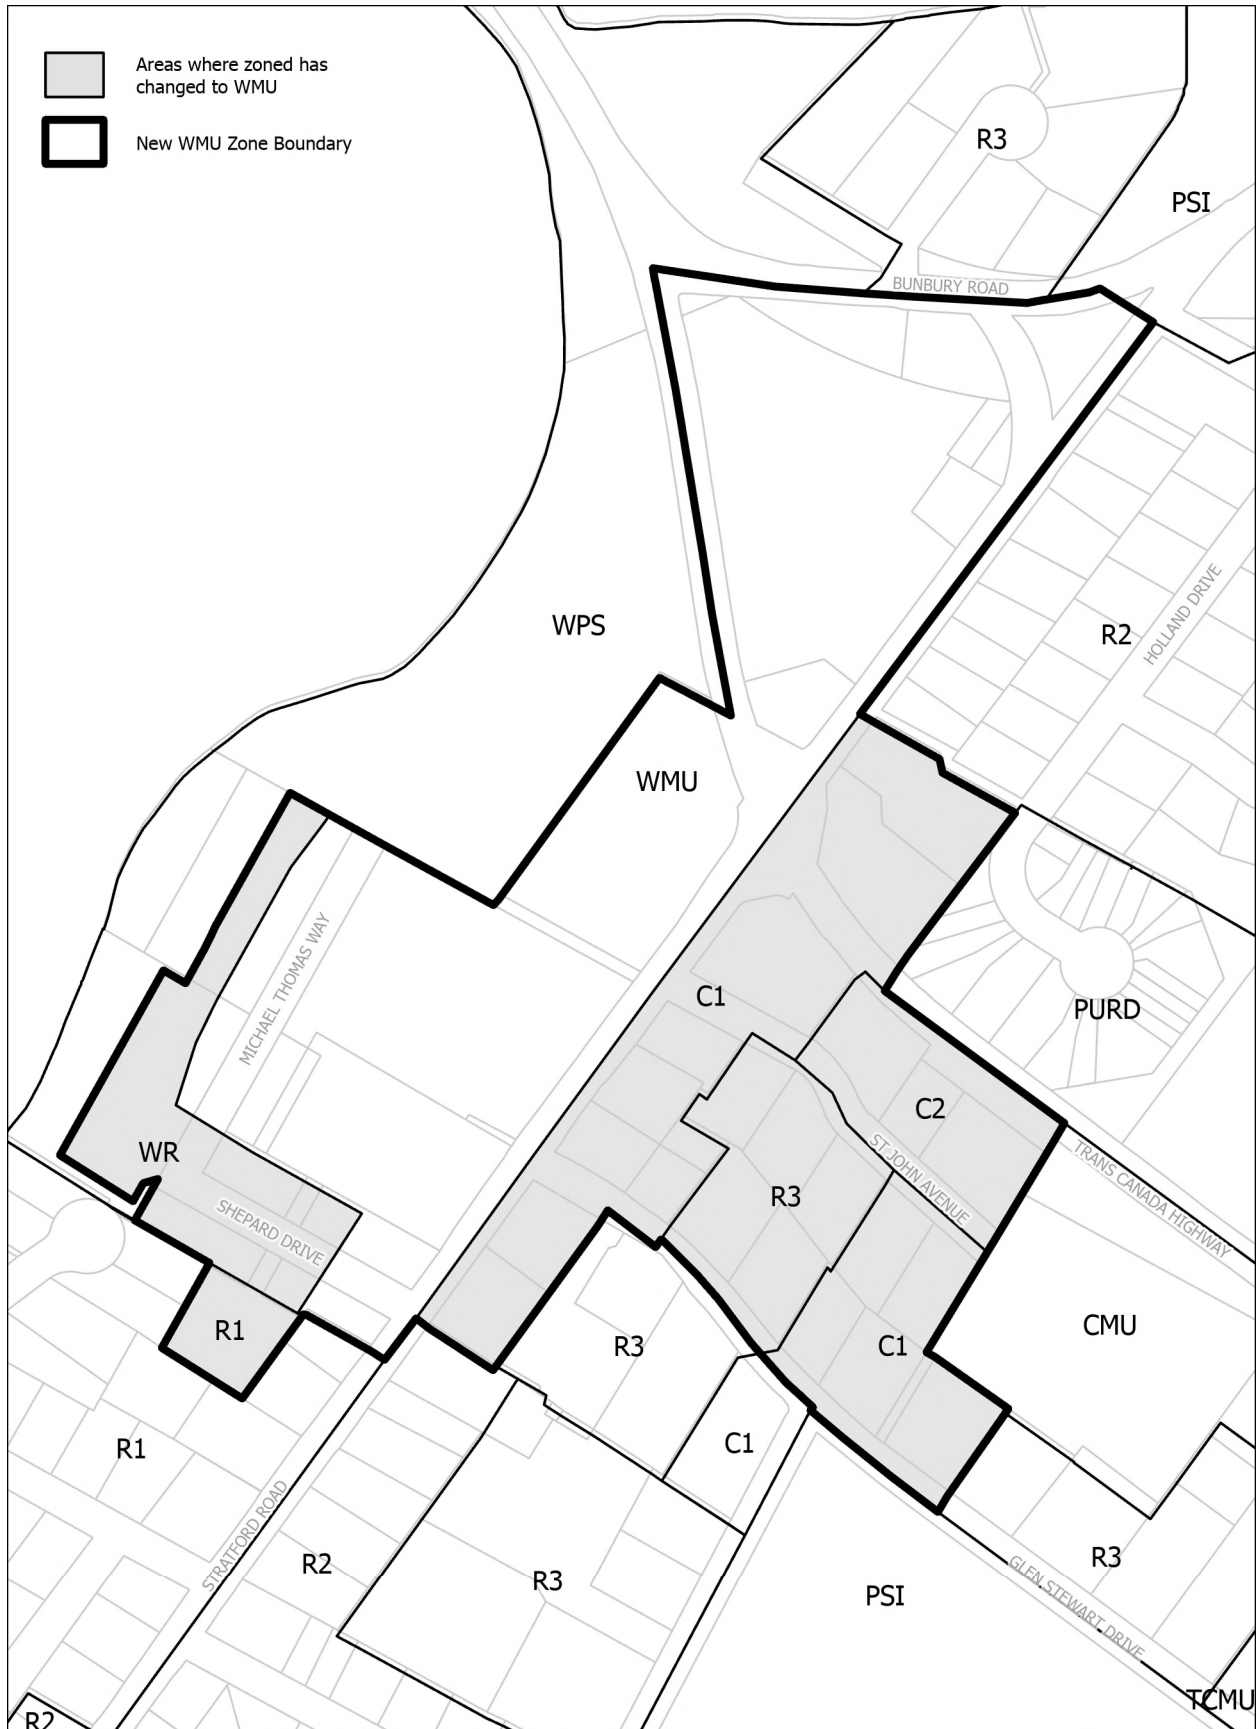 Areas where zoned has
changed to WMU
New WMU Zone Boundary
R3
PSI
BUNBURY ROAD
HOLLAND DRIVE
R2
WPS
WMU
MICHAEL THOMAS WAY
C1
PURD
C2
WR
ST JOHN AVENUE
TRANS CANADA HIGHWAY
R3
SHEPARD DRIVE
R1
R3
C1
CMU
R1
C1
STRATFORD ROAD
R2
R3
PSI
R3
GLEN STEWART DRIVE
TCMU
R2